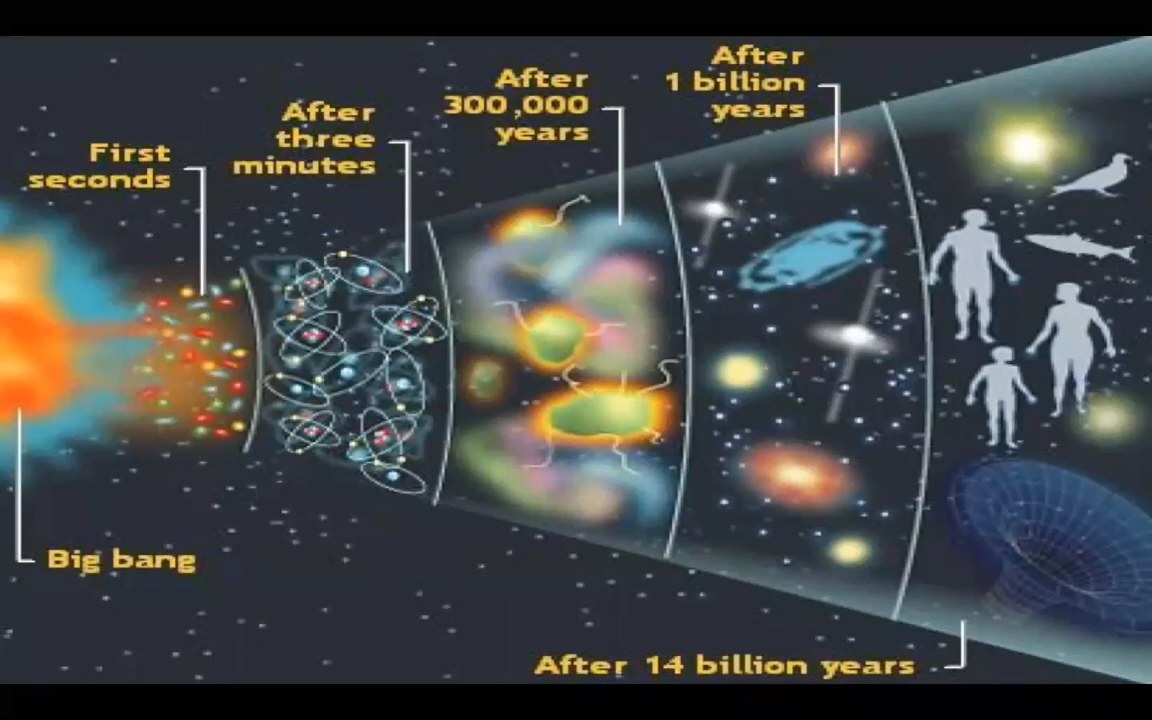 Big bang
First
seconds
After
three
minutes
After
300,000
years
After
1 billion
years
After 14 billion years